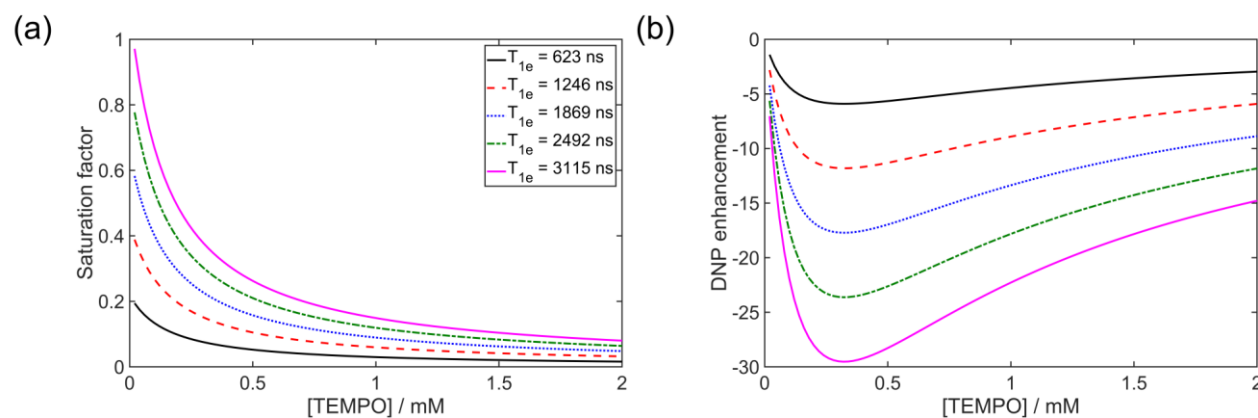 (a)
1
0.8
0.6
0.4
0.2
0
Saturation factor
0
0.5
1
1.5
2
[TEMPO] / mM
T1e = 623 ns
T1e = 1246 ns
T1e = 1869 ns
T1e = 2492 ns
T1e = 3115 ns
(b)
0
-5
-10
-15
-20
-25
-30
DNP enhancement
0
0.5
1
1.5
2
[TEMPO] / mM